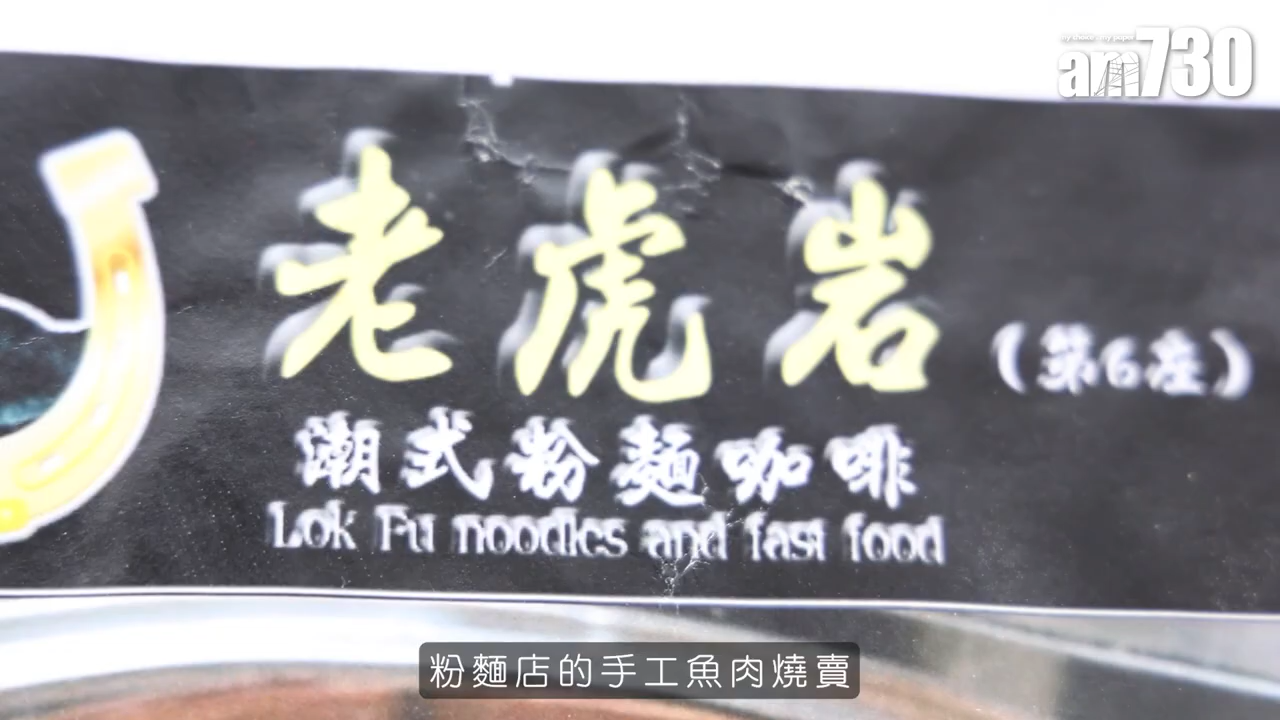 am730
老虎岩
(第6座)
潮式粉麵咖啡
Lok Fu noodles and fast food
粉麵店的手工魚肉燒賣